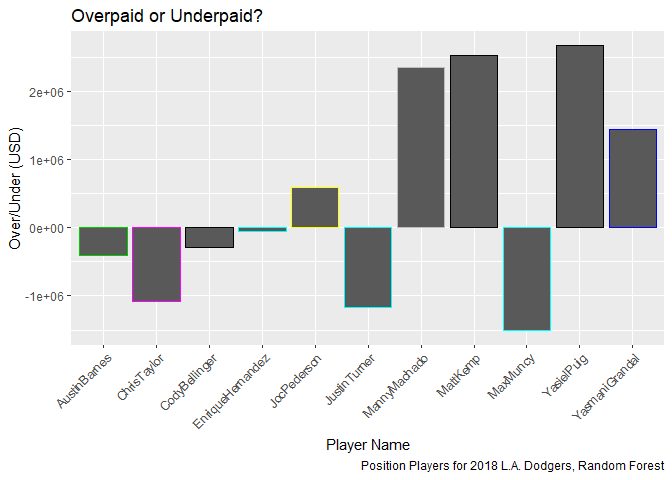 Overpaid or Underpaid?
Over/Under (USD)
2e+06
1e+06
0e+00
-1e+06
AustinBarnes
ChrisTaylor
CodyBellinger
EnriqueHernandez
JocPederson
JustinTurner
MannyMachado
MattKemp
MaxMuncy
YasielPuig
YasmaniGrandal
Player Name
Position Players for 2018 L.A. Dodgers, Random Forest